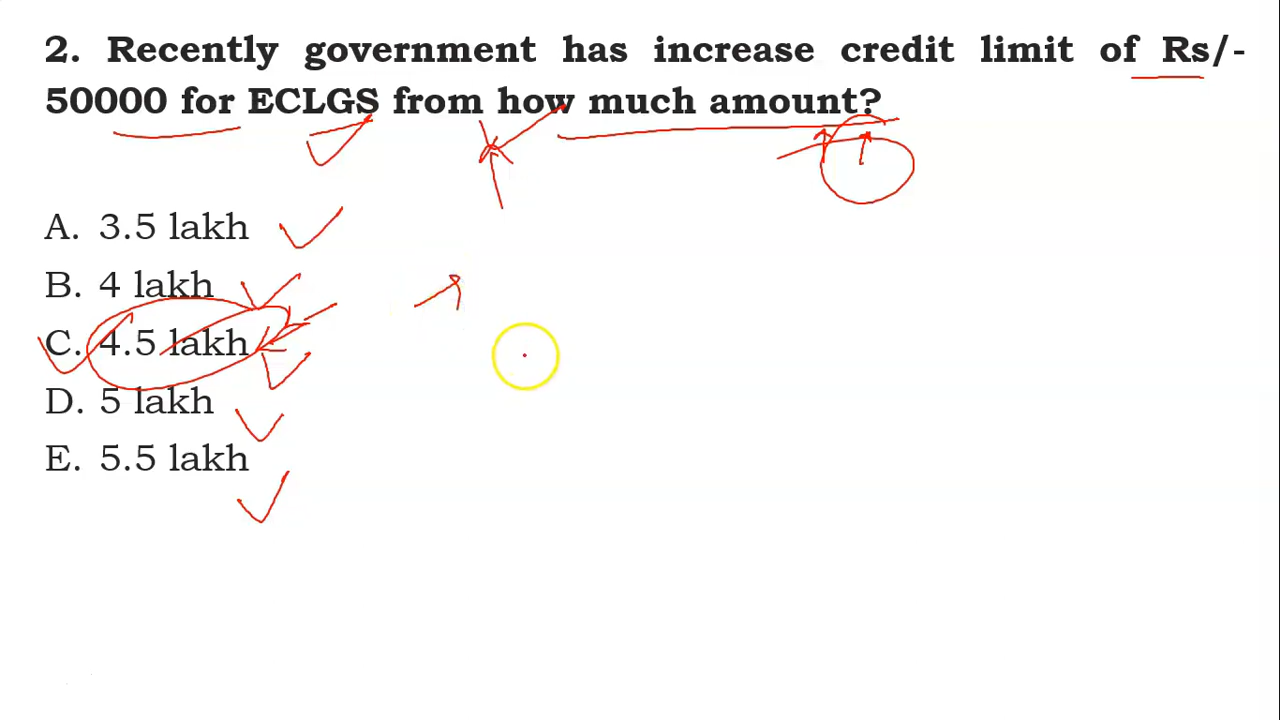 2. Recently government has increase credit limit of Rs/-
50000 for ECLGS from how much amount?
A. 3.5 lakh
B. 4 lakh
C. 4.5 lakh
D. 5 lakh
E. 5.5 lakh